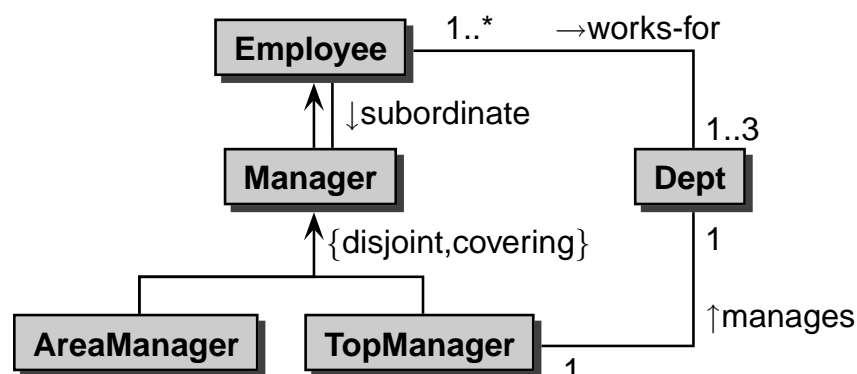 Employee
1..*
→works-for
↓subordinate
1..3
Manager
Dept
{disjoint,covering}
1
↑manages
AreaManager
TopManager
1